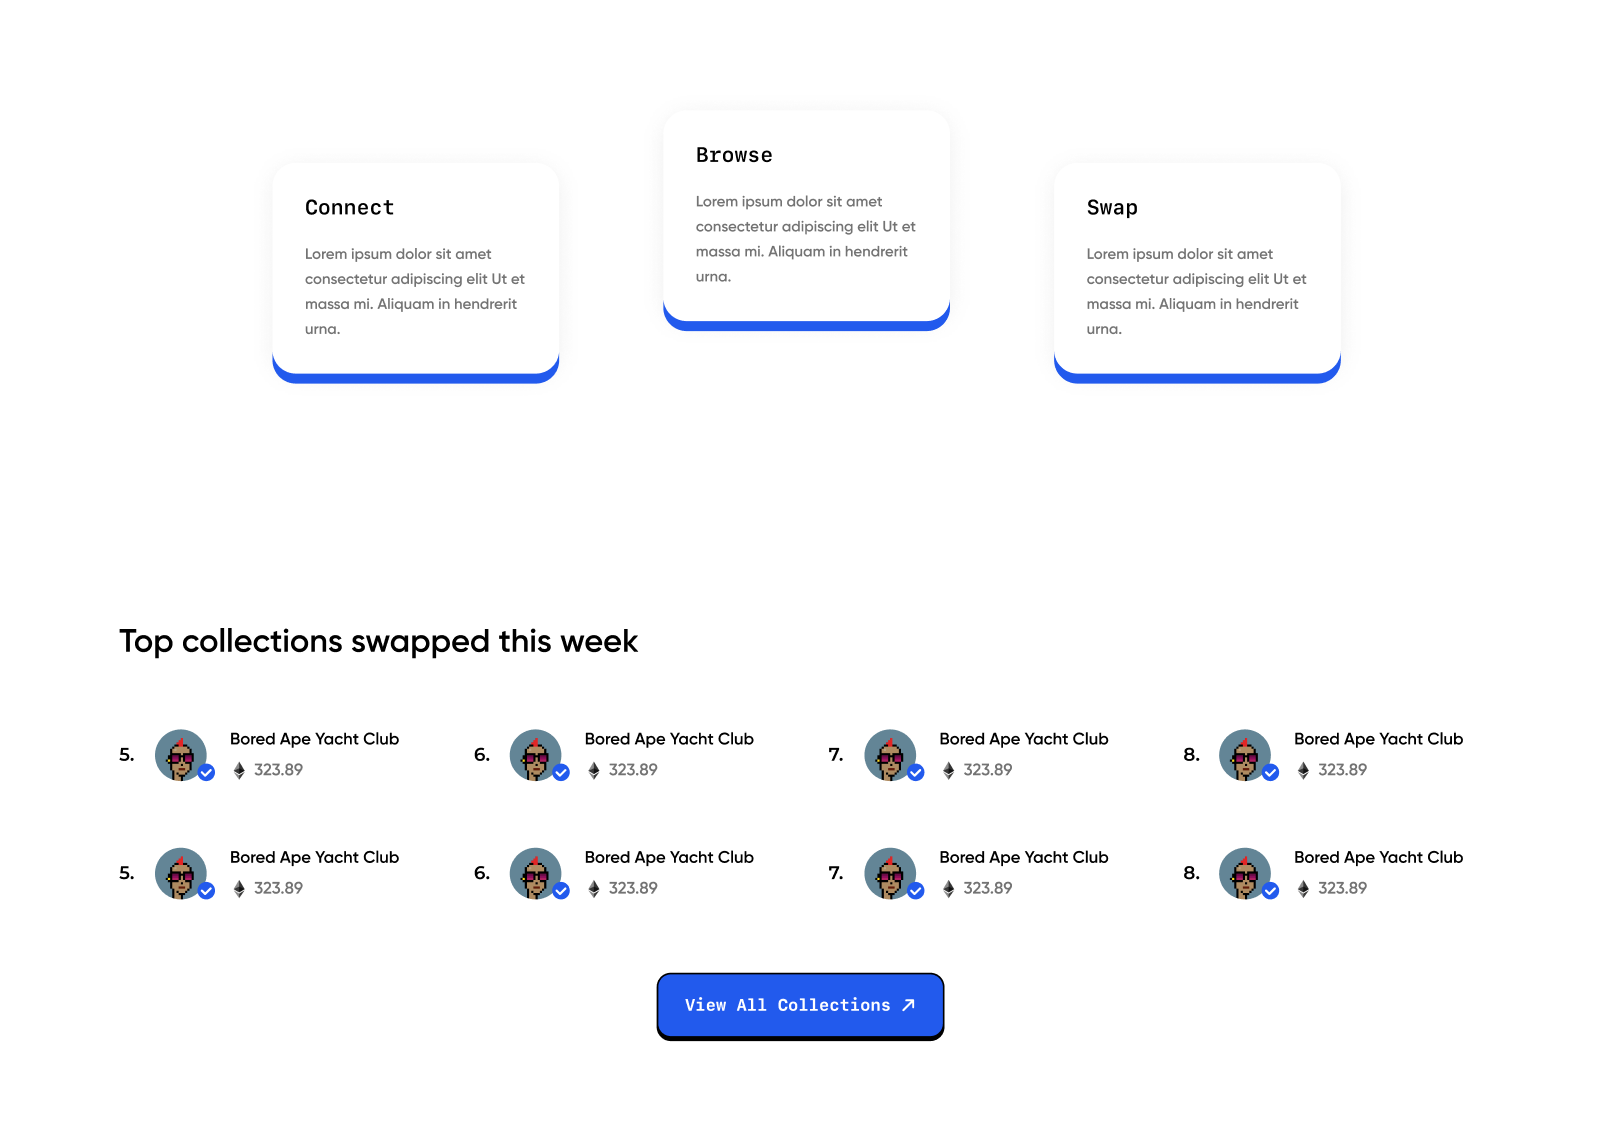 Connect
Lorem ipsum dolor sit amet
consectetur adipiscing elit Ut et
massa mi. Aliquam in hendrerit
urna.
Browse
Lorem ipsum dolor sit amet
consectetur adipiscing elit Ut et
massa mi. Aliquam in hendrerit
urna.
Swap
Lorem ipsum dolor sit amet
consectetur adipiscing elit Ut et
massa mi. Aliquam in hendrerit
urna.
Top collections swapped this week
5.
Bored Ape Yacht Club
323.89
6.
Bored Ape Yacht Club
323.89
7.
Bored Ape Yacht Club
323.89
8.
Bored Ape Yacht Club
323.89
5.
Bored Ape Yacht Club
323.89
6.
Bored Ape Yacht Club
323.89
7.
Bored Ape Yacht Club
323.89
8.
Bored Ape Yacht Club
323.89
View All Collections